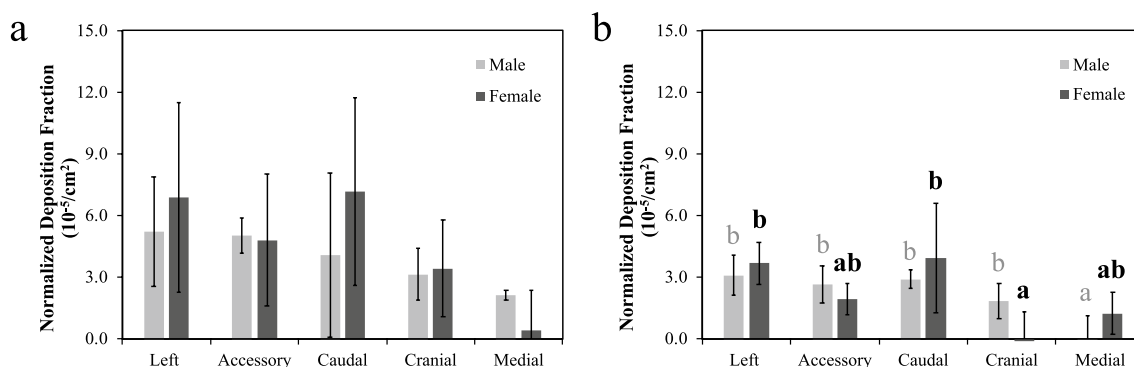 a
Normalized Deposition Fraction
(10⁻⁵/cm²)
15.0
12.0
9.0
6.0
3.0
0.0
Male
Female
Left Accessory Caudal Cranial Medial
b
Normalized Deposition Fraction
(10⁻⁵/cm²)
15.0
12.0
9.0
6.0
3.0
0.0
Male
Female
b b b ab b b b a a ab
Left Accessory Caudal Cranial Medial